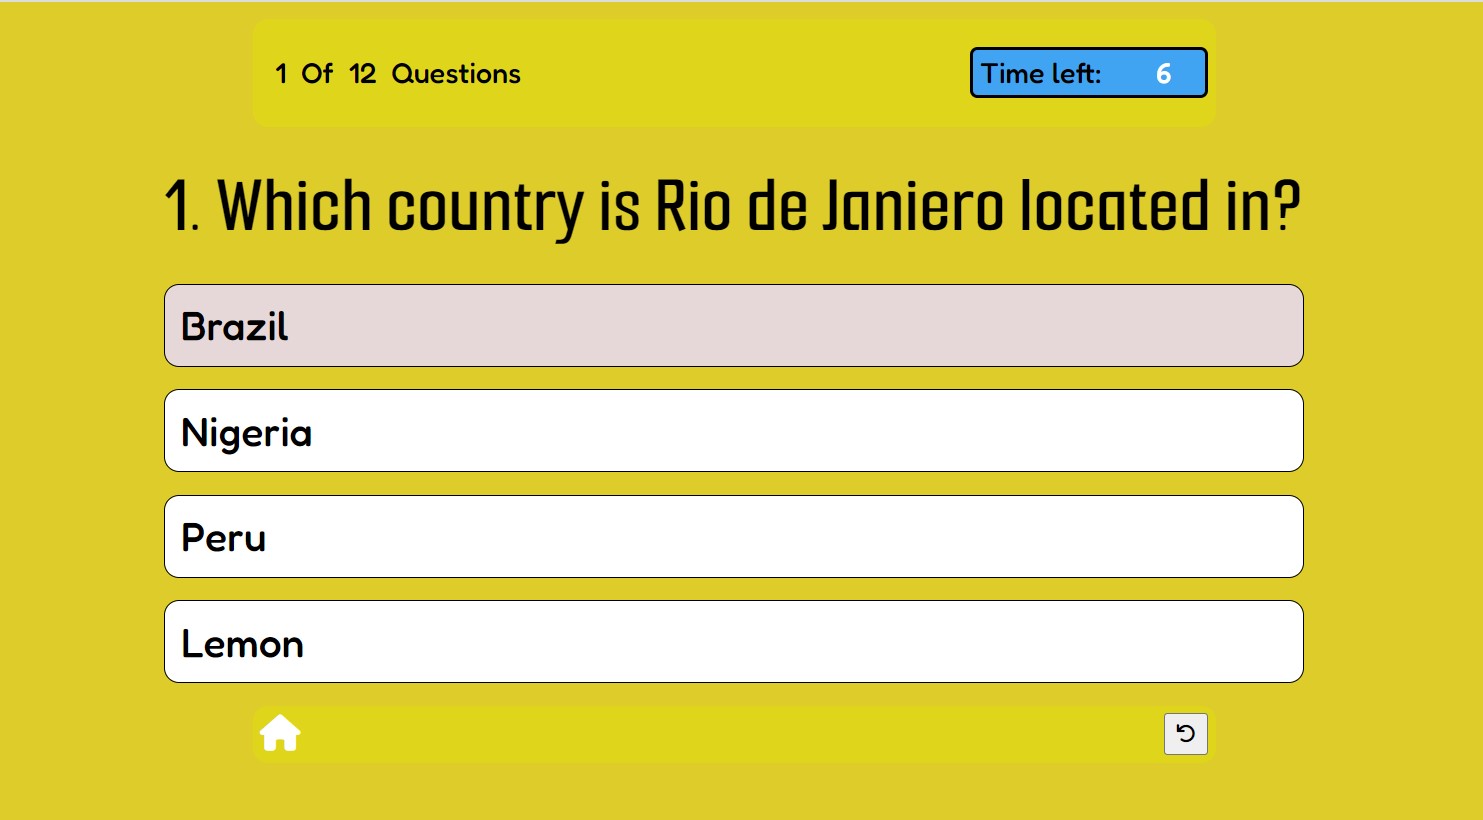 1 Of 12 Questions
Time left: 6
1. Which country is Rio de Janiero located in?
Brazil
Nigeria
Peru
Lemon